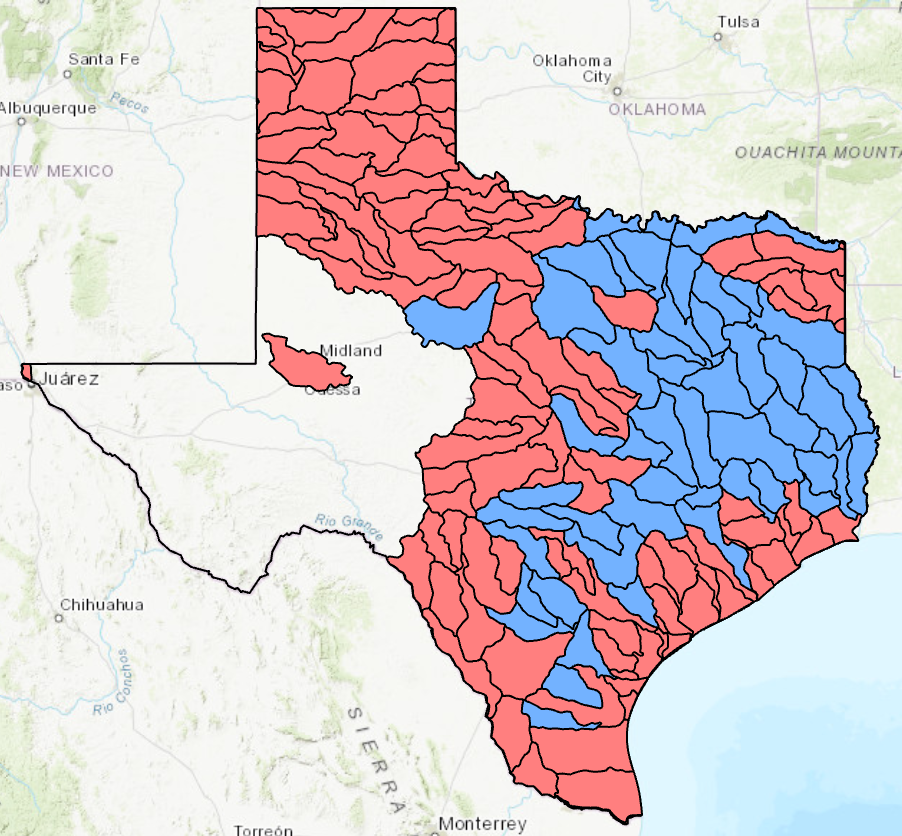 Tulsa
Santa Fe
Oklahoma
City
Pecos
Albuquerque
OKLAHOMA
OUACHITA MOUNTA
NEW MEXICO
Midland
Juárez
aso
Odessa
T
L
Rio Grande
Chihuahua
Rio Conchos
SIERRA
Monterrey
Torreón